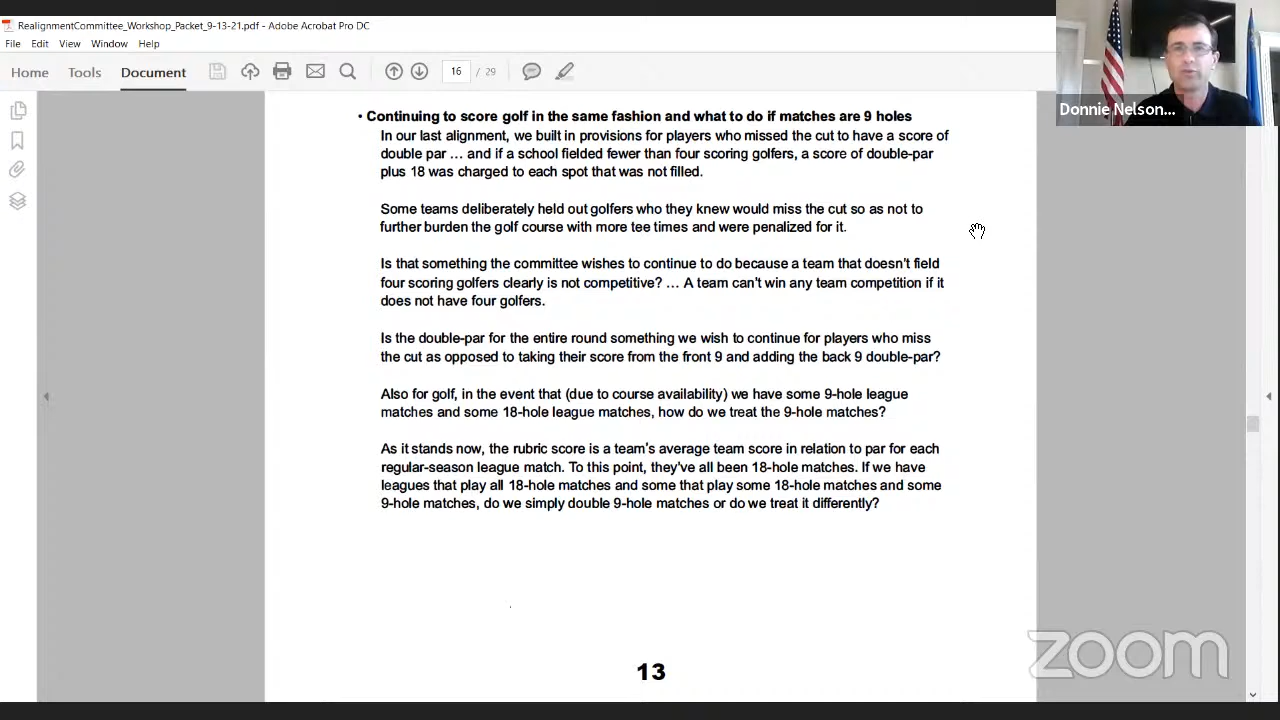 RealignmentCommittee_Workshop_Packet_9-13-21.pdf - Adobe Acrobat Pro DC
File Edit View Window Help
Home Tools Document 16 / 29
Donnie Nelson...
• Continuing to score golf in the same fashion and what to do if matches are 9 holes
In our last alignment, we built in provisions for players who missed the cut to have a score of
double par … and if a school fielded fewer than four scoring golfers, a score of double-par
plus 18 was charged to each spot that was not filled.
Some teams deliberately held out golfers who they knew would miss the cut so as not to
further burden the golf course with more tee times and were penalized for it.
Is that something the committee wishes to continue to do because a team that doesn't field
four scoring golfers clearly is not competitive? … A team can't win any team competition if it
does not have four golfers.
Is the double-par for the entire round something we wish to continue for players who miss
the cut as opposed to taking their score from the front 9 and adding the back 9 double-par?
Also for golf, in the event that (due to course availability) we have some 9-hole league
matches and some 18-hole league matches, how do we treat the 9-hole matches?
As it stands now, the rubric score is a team's average team score in relation to par for each
regular-season league match. To this point, they've all been 18-hole matches. If we have
leagues that play all 18-hole matches and some that play some 18-hole matches and some
9-hole matches, do we simply double 9-hole matches or do we treat it differently?
13
zoom